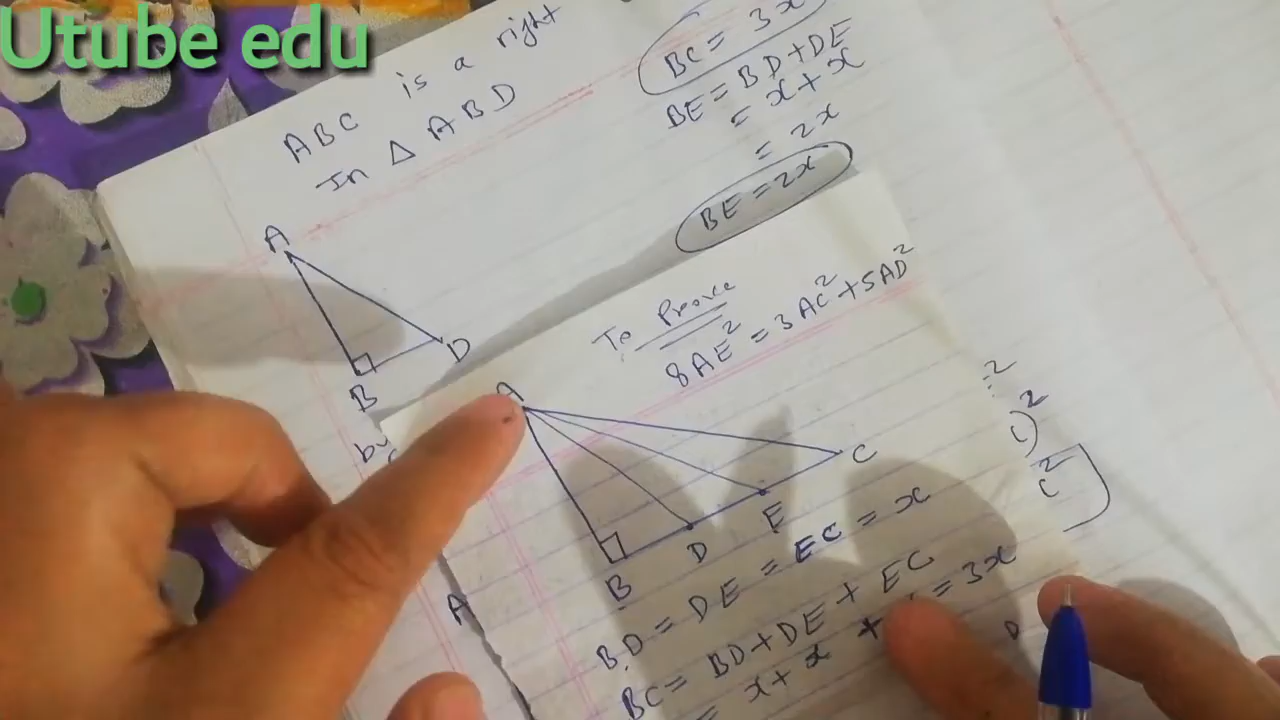 Utube edu
ABC is a right
In △ ABD
BC = 3x
BE = BD + DE
= x + x
= 2x
BE = 2x
A
B
D
To Prove
8AE² = 3AC² + 5AD²
A
B
D
E
C
BD = DE = EC = x
BC = BD + DE + EC
= x + x + = 3x
A